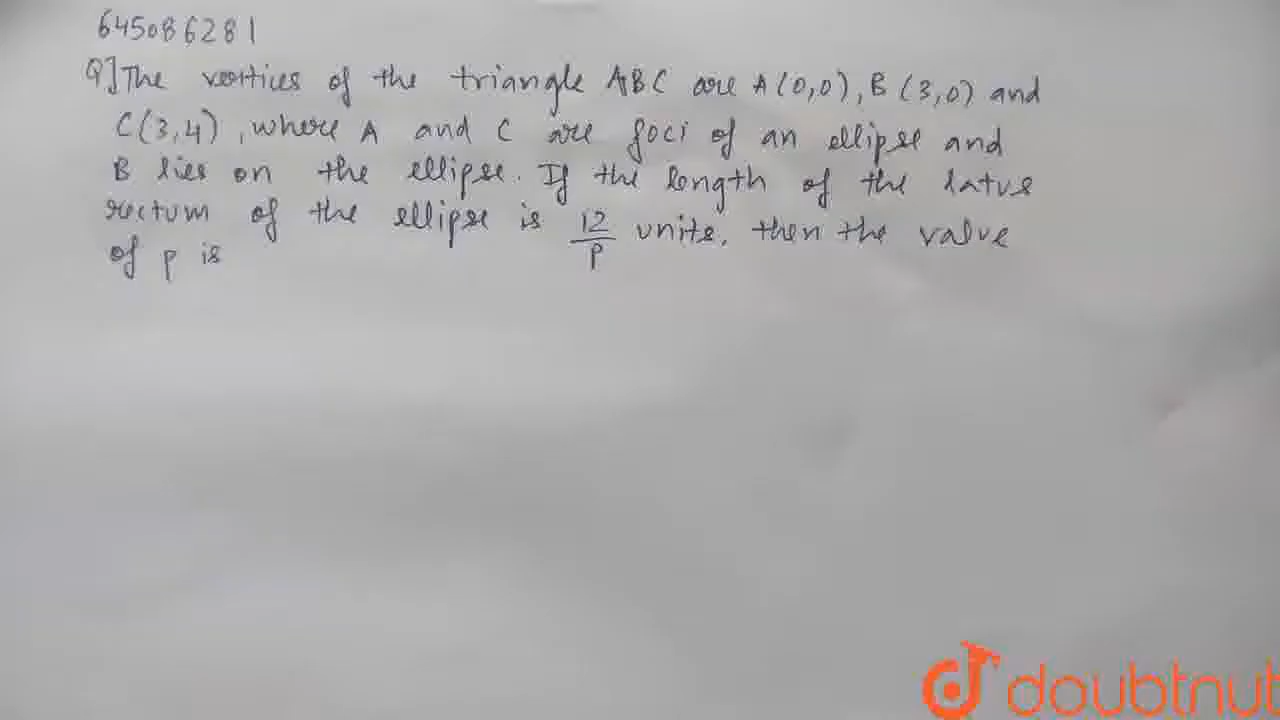 645086281
Q] The vertices of the triangle ABC are A(0,0), B(3,0) and
C(3,4), where A and C are foci of an ellipse and
B lies on the ellipse. If the length of the latus
rectum of the ellipse is 12/P units, then the value
of p is
doubtnut